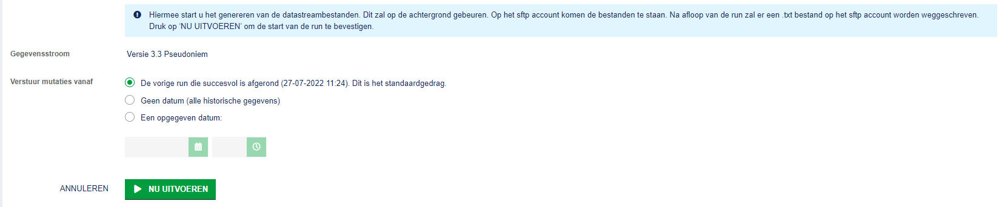 Hiermee start u het genereren van de datastreambestanden. Dit zal op de achtergrond gebeuren. Op het sftp account komen de bestanden te staan. Na afloop van de run zal er een .txt bestand op het sftp account worden weggeschreven.
Druk op 'NU UITVOEREN' om de start van de run te bevestigen.
Gegevensstroom Versie 3.3 Pseudoniem
Verstuur mutaties vanaf De vorige run die succesvol is afgerond (27-07-2022 11:24). Dit is het standaardgedrag.
Geen datum (alle historische gegevens)
Een opgegeven datum:
ANNULEREN NU UITVOEREN